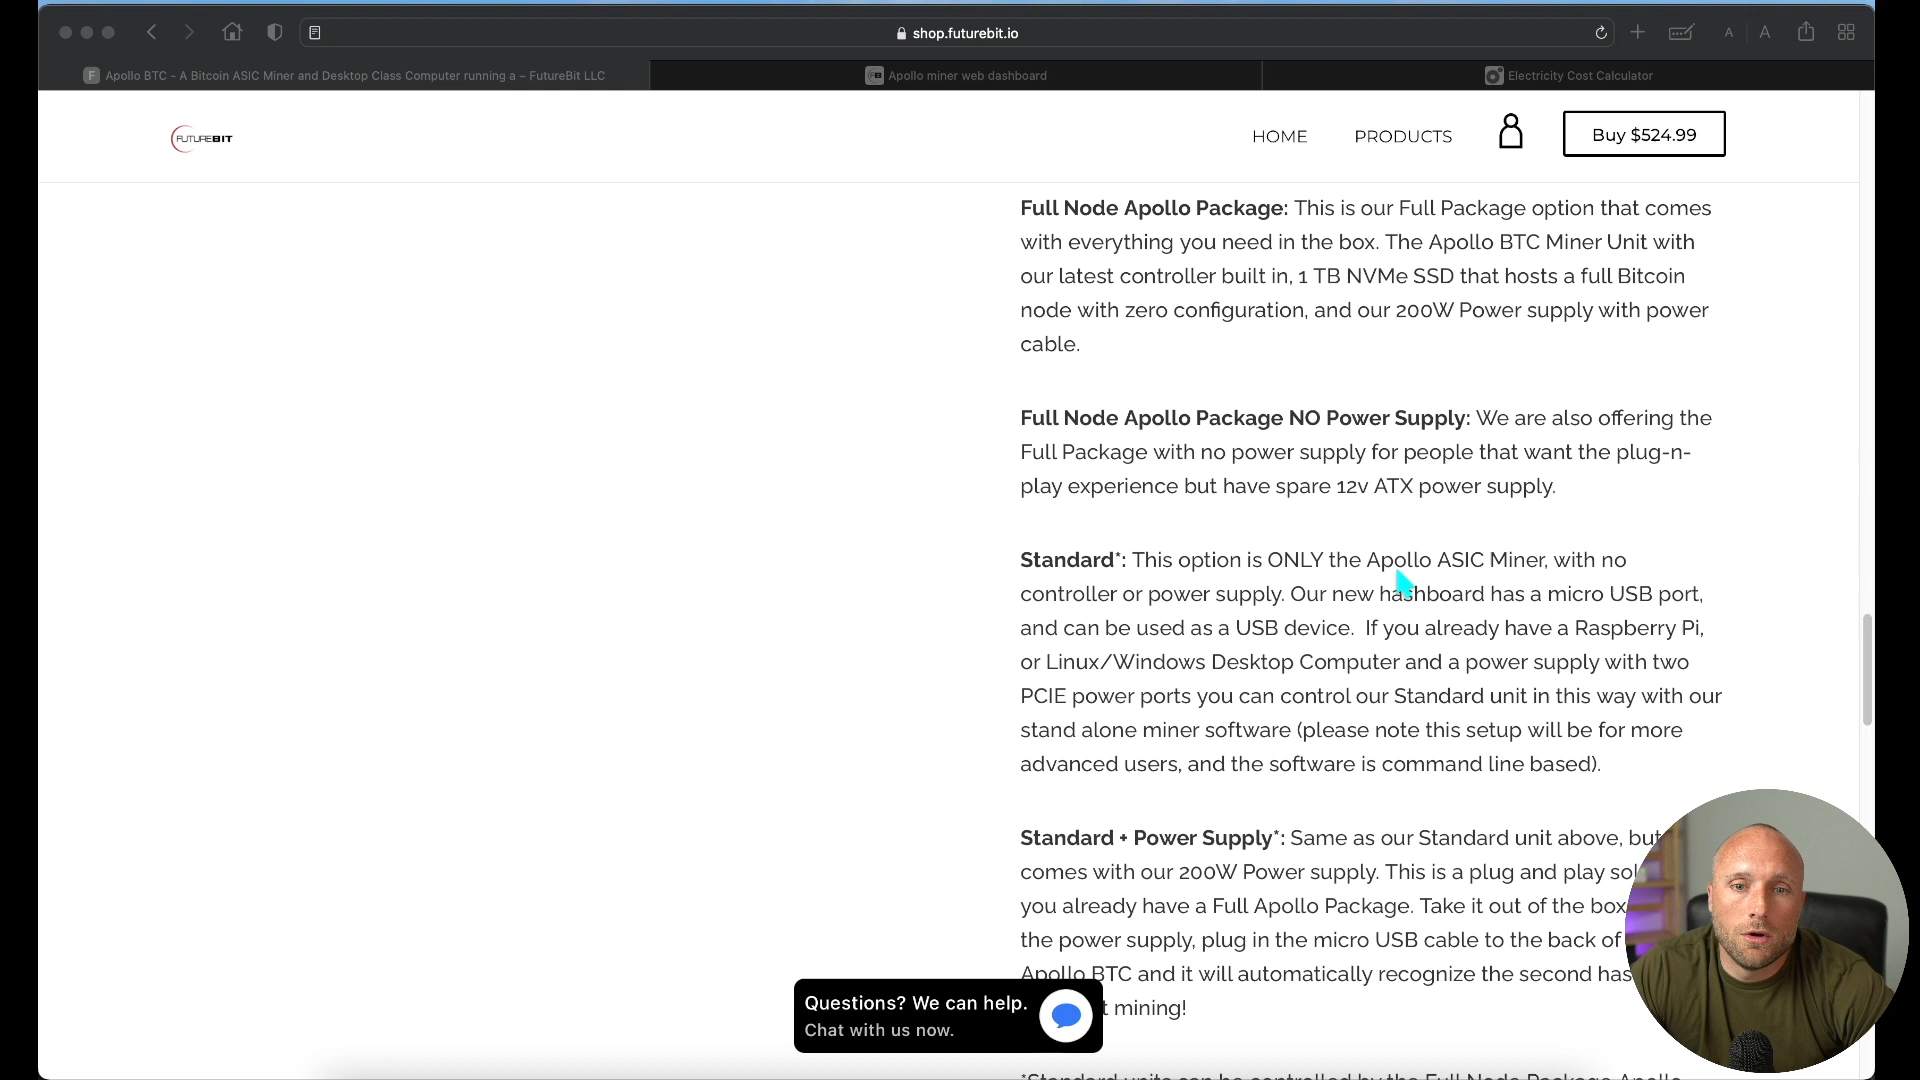 shop.futurebit.io
A A
F Apollo BTC - A Bitcoin ASIC Miner and Desktop Class Computer running a – FutureBit LLC
FB Apollo miner web dashboard
Electricity Cost Calculator
FUTUREBIT
HOME
PRODUCTS
Buy $524.99
Full Node Apollo Package: This is our Full Package option that comes
with everything you need in the box. The Apollo BTC Miner Unit with
our latest controller built in, 1 TB NVMe SSD that hosts a full Bitcoin
node with zero configuration, and our 200W Power supply with power
cable.
Full Node Apollo Package NO Power Supply: We are also offering the
Full Package with no power supply for people that want the plug-n-
play experience but have spare 12v ATX power supply.
Standard*: This option is ONLY the Apollo ASIC Miner, with no
controller or power supply. Our new hashboard has a micro USB port,
and can be used as a USB device. If you already have a Raspberry Pi,
or Linux/Windows Desktop Computer and a power supply with two
PCIE power ports you can control our Standard unit in this way with our
stand alone miner software (please note this setup will be for more
advanced users, and the software is command line based).
Standard + Power Supply*: Same as our Standard unit above, but
comes with our 200W Power supply. This is a plug and play
you already have a Full Apollo Package. Take it out of the box
the power supply, plug in the micro USB cable to the back of
Apollo BTC and it will automatically recognize the second
mining!
Questions? We can help.
Chat with us now.
*Standard units can be controlled by the Full Node Package Apollo